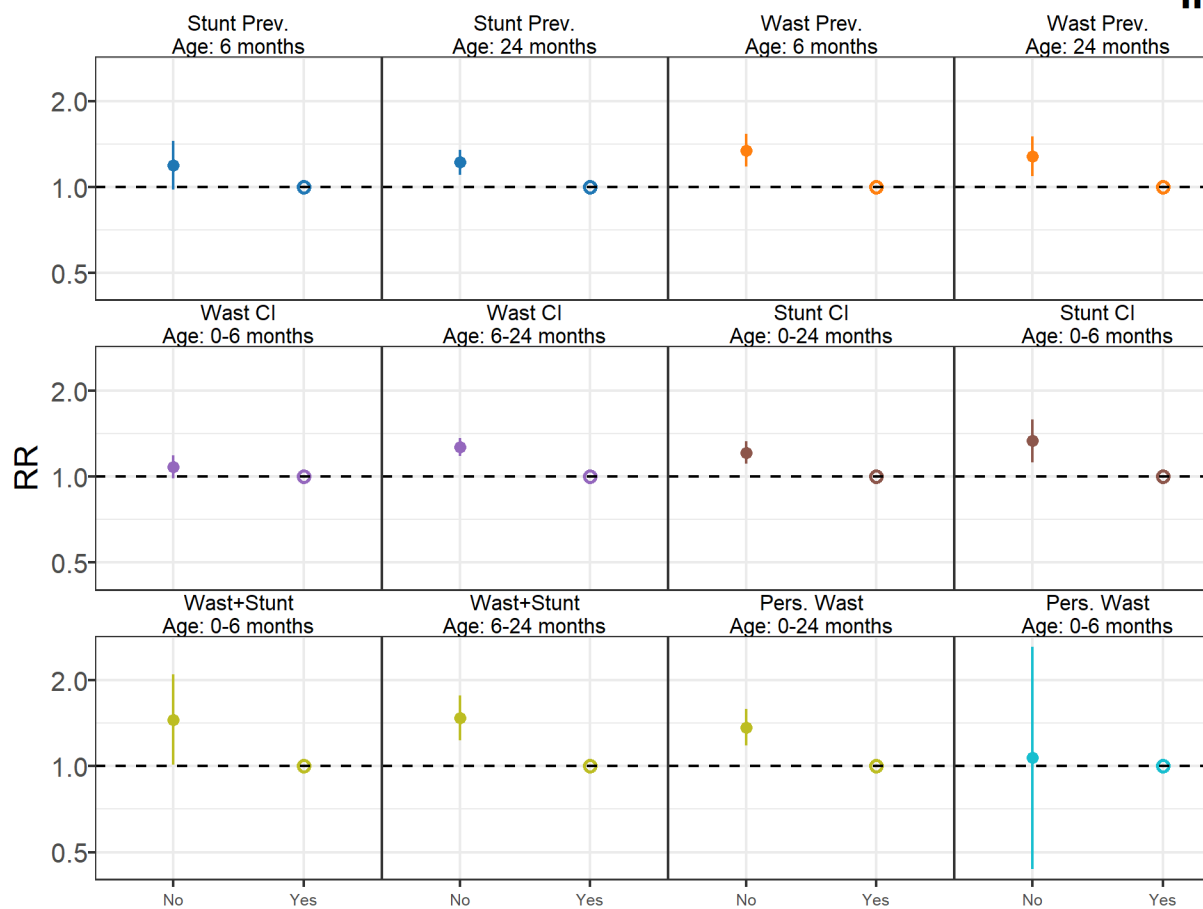 Stunt Prev. Stunt Prev. Wast Prev. Wast Prev.
Age: 6 months Age: 24 months Age: 6 months Age: 24 months
2.0
1.0
0.5
Wast CI Wast CI Stunt CI Stunt CI
Age: 0-6 months Age: 6-24 months Age: 0-24 months Age: 0-6 months
2.0
RR
1.0
0.5
Wast+Stunt Wast+Stunt Pers. Wast Pers. Wast
Age: 0-6 months Age: 6-24 months Age: 0-24 months Age: 0-6 months
2.0
1.0
0.5
No Yes No Yes No Yes No Yes